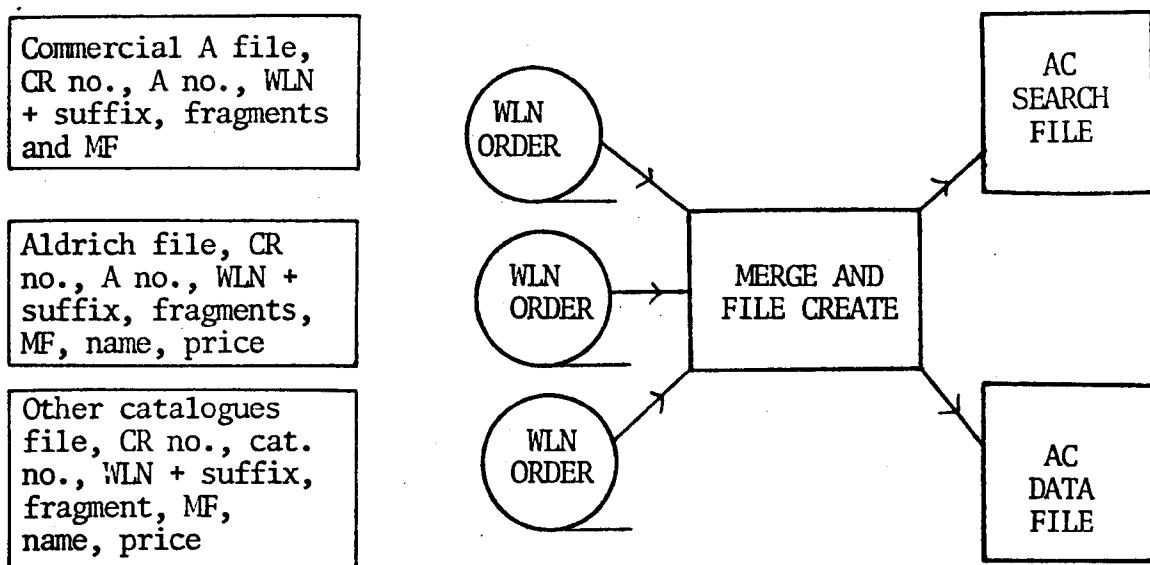 Commercial A file,
CR no., A no., WLN
+ suffix, fragments
and MF
Aldrich file, CR
no., A no., WLN +
suffix, fragments,
MF, name, price
Other catalogues
file, CR no., cat.
no., WLN + suffix,
fragment, MF,
name, price
WLN
ORDER
WLN
ORDER
WLN
ORDER
MERGE AND
FILE CREATE
AC
SEARCH
FILE
AC
DATA
FILE